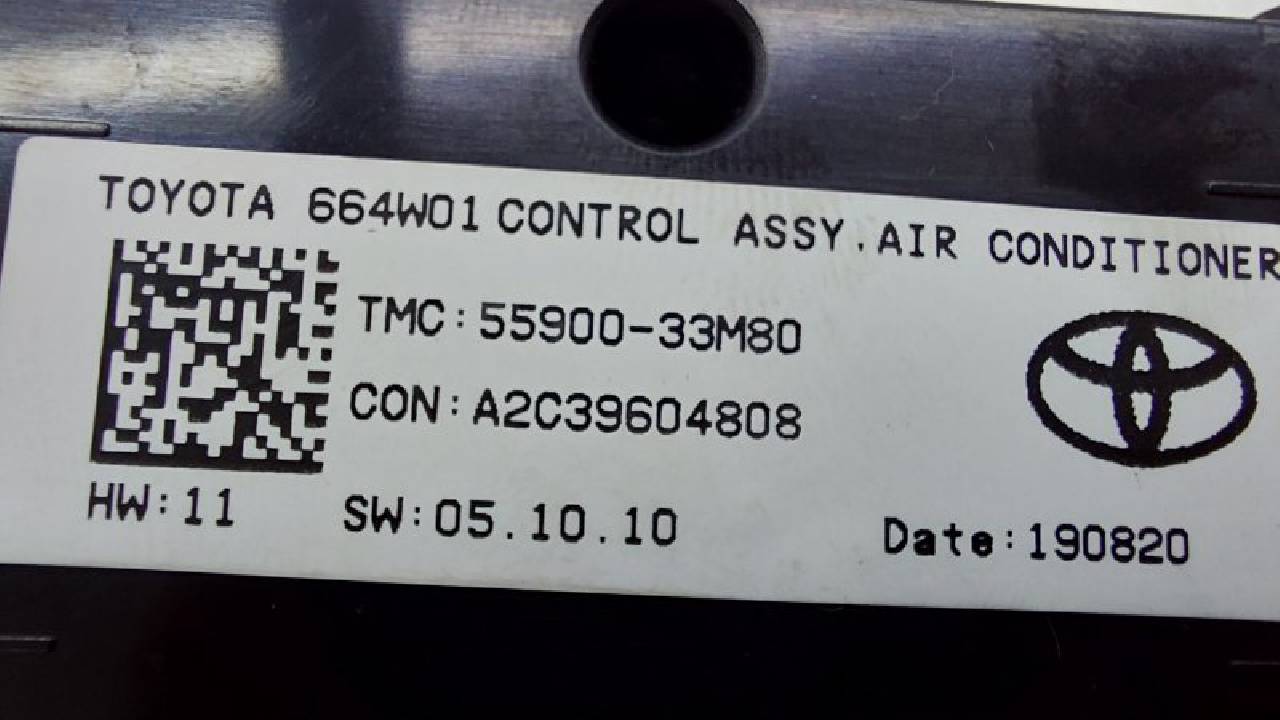 TOYOTA 664W01 CONTROL ASSY.AIR CONDITIONER
TMC:55900-33M80
CON:A2C39604808
HW:11 SW:05.10.10 Date:190820